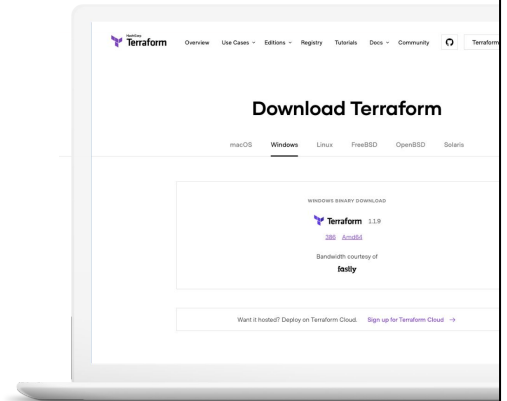 HashiCorp
Terraform Overview Use Cases Editions Registry Tutorials Docs Community Terraform
Download Terraform
macOS Windows Linux FreeBSD OpenBSD Solaris
WINDOWS BINARY DOWNLOAD
Terraform 1.1.9
386 Amd64
Bandwidth courtesy of
fastly
Want it hosted? Deploy on Terraform Cloud. Sign up for Terraform Cloud →